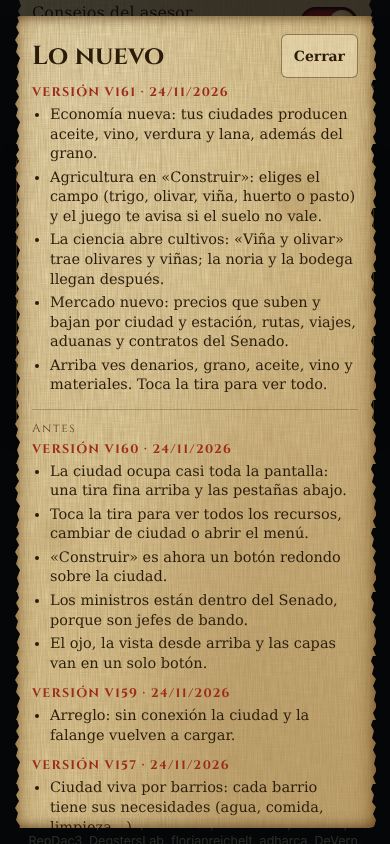 Consejos del asesor
Lo nuevo
Cerrar
VERSIÓN V161 · 24/11/2026
• Economía nueva: tus ciudades producen
aceite, vino, verdura y lana, además del
grano.
• Agricultura en «Construir»: eliges el
campo (trigo, olivar, viña, huerto o pasto)
y el juego te avisa si el suelo no vale.
• La ciencia abre cultivos: «Viña y olivar»
trae olivares y viñas; la noria y la bodega
llegan después.
• Mercado nuevo: precios que suben y
bajan por ciudad y estación, rutas, viajes,
aduanas y contratos del Senado.
• Arriba ves denarios, grano, aceite, vino y
materiales. Toca la tira para ver todo.
Antes
VERSIÓN V160 · 24/11/2026
• La ciudad ocupa casi toda la pantalla:
una tira fina arriba y las pestañas abajo.
• Toca la tira para ver todos los recursos,
cambiar de ciudad o abrir el menú.
• «Construir» es ahora un botón redondo
sobre la ciudad.
• Los ministros están dentro del Senado,
porque son jefes de bando.
• El ojo, la vista desde arriba y las capas
van en un solo botón.
VERSIÓN V159 · 24/11/2026
• Arreglo: sin conexión la ciudad y la
falange vuelven a cargar.
VERSIÓN V157 · 24/11/2026
• Ciudad viva por barrios: cada barrio
tiene sus necesidades (agua, comida,
limpieza...)
florianreichelt, adharca, DeVern